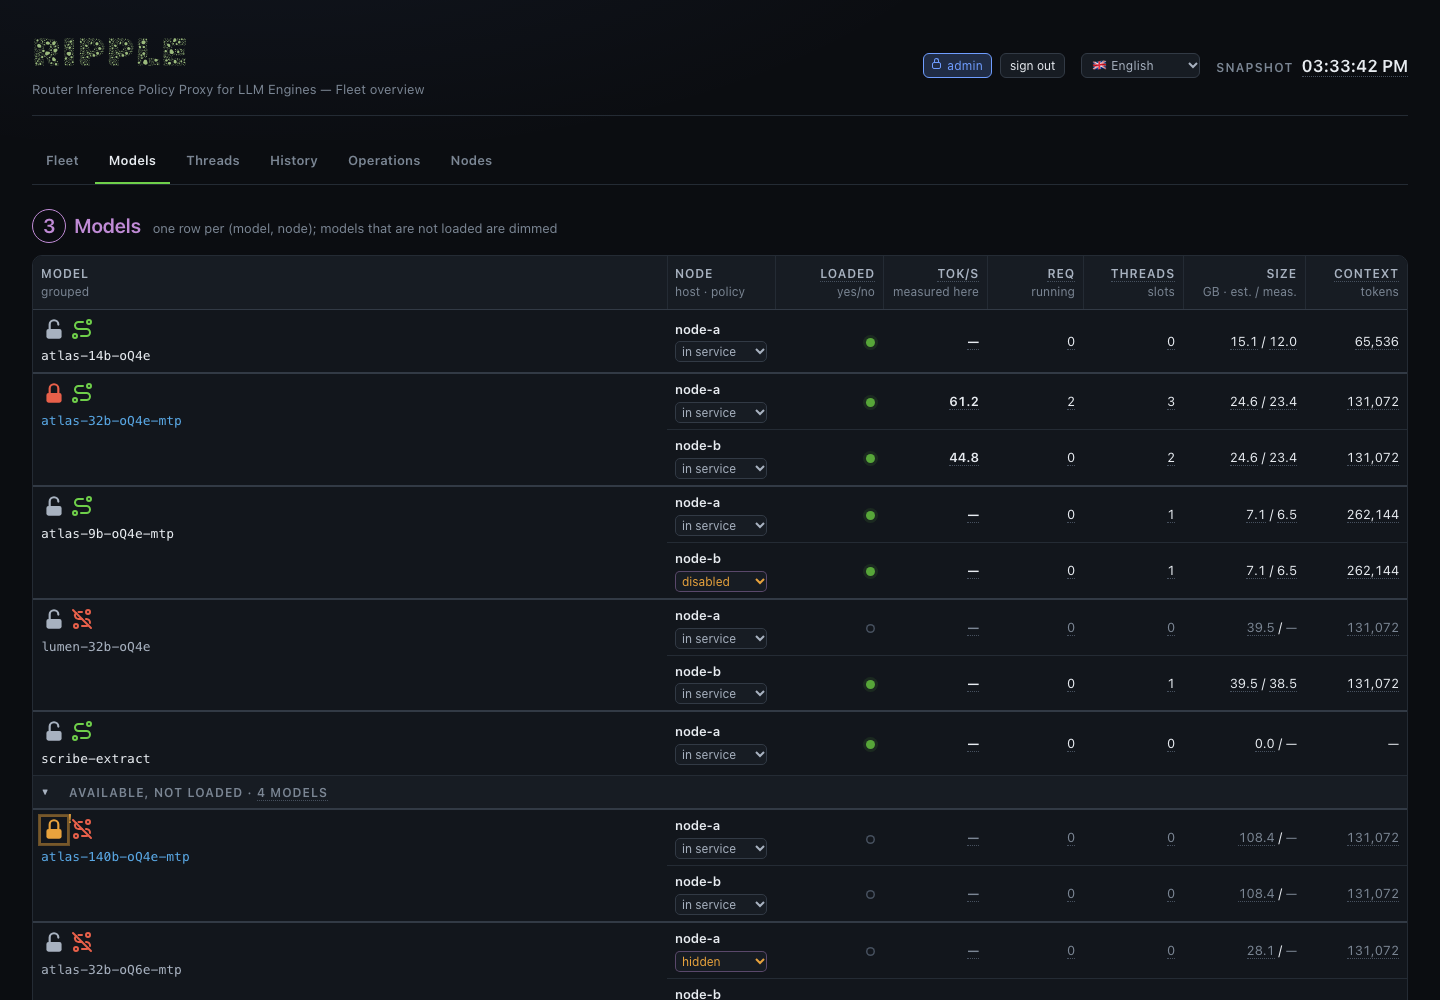 RIPPLE
Router Inference Policy Proxy for LLM Engines — Fleet overview
admin
sign out
English
SNAPSHOT 03:33:42 PM
Fleet Models Threads History Operations Nodes
3 Models one row per (model, node); models that are not loaded are dimmed
MODEL NODE LOADED TOK/S REQ THREADS SIZE CONTEXT
grouped host · policy yes/no measured here running slots GB · est. / meas. tokens
node-a
in service — 0 0 15.1 / 12.0 65,536
atlas-14b-oQ4e
node-a
in service 61.2 2 3 24.6 / 23.4 131,072
atlas-32b-oQ4e-mtp
node-b
in service 44.8 0 2 24.6 / 23.4 131,072
node-a
in service — 0 1 7.1 / 6.5 262,144
atlas-9b-oQ4e-mtp
node-b
disabled — 0 1 7.1 / 6.5 262,144
node-a
in service — 0 0 39.5 / — 131,072
lumen-32b-oQ4e
node-b
in service — 0 1 39.5 / 38.5 131,072
node-a
in service — 0 0 0.0 / — —
scribe-extract
▾ AVAILABLE, NOT LOADED · 4 MODELS
node-a
in service — 0 0 108.4 / — 131,072
atlas-140b-oQ4e-mtp
node-b
in service — 0 0 108.4 / — 131,072
node-a
hidden — 0 0 28.1 / — 131,072
atlas-32b-oQ6e-mtp
node-b